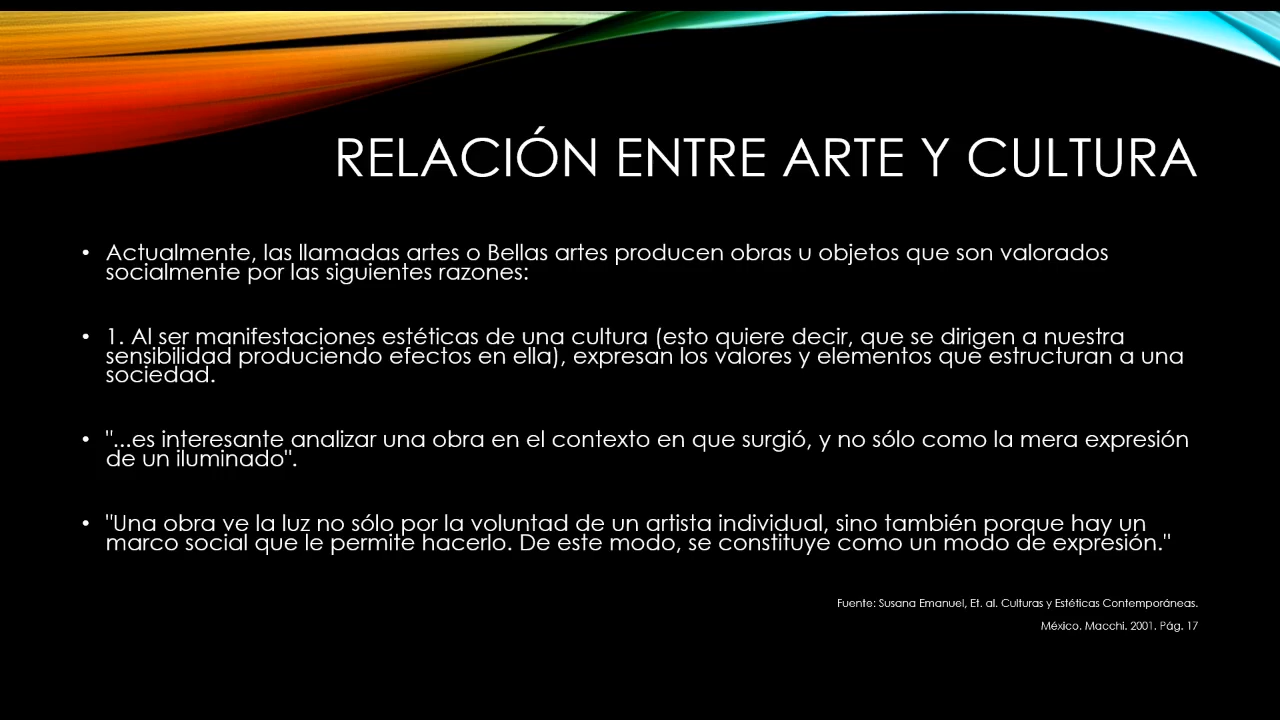 RELACIÓN ENTRE ARTE Y CULTURA
• Actualmente, las llamadas artes o Bellas artes producen obras u objetos que son valorados
socialmente por las siguientes razones:
• 1. Al ser manifestaciones estéticas de una cultura (esto quiere decir, que se dirigen a nuestra
sensibilidad produciendo efectos en ella), expresan los valores y elementos que estructuran a una
sociedad.
• "...es interesante analizar una obra en el contexto en que surgió, y no sólo como la mera expresión
de un iluminado".
• "Una obra ve la luz no sólo por la voluntad de un artista individual, sino también porque hay un
marco social que le permite hacerlo. De este modo, se constituye como un modo de expresión."
Fuente: Susana Emanuel, Et. al. Culturas y Estéticas Contemporáneas.
México. Macchi. 2001. Pág. 17